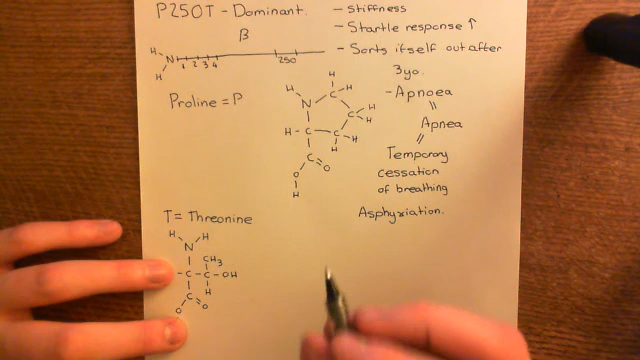 P250T - Dominant.
- Stiffness
- Startle response ↑
- Sorts itself out after
3yo.
- Apnoea
=
Apnea
=
Temporary
cessation
of breathing
Asphyxiation.
β
H
H
N
1 2 3 4
250
Proline = P
H
H
N
C
H
C
H
H
H - C
C
H
H
C
O
O
H
T = Threonine
H
H
N
CH3
- C - C - OH
H
C
O
O